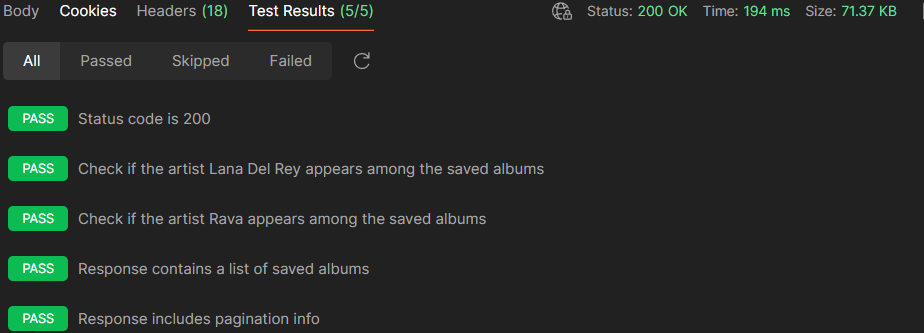 Body Cookies Headers (18) Test Results (5/5) Status: 200 OK Time: 194 ms Size: 71.37 KB
All Passed Skipped Failed
PASS Status code is 200
PASS Check if the artist Lana Del Rey appears among the saved albums
PASS Check if the artist Rava appears among the saved albums
PASS Response contains a list of saved albums
PASS Response includes pagination info